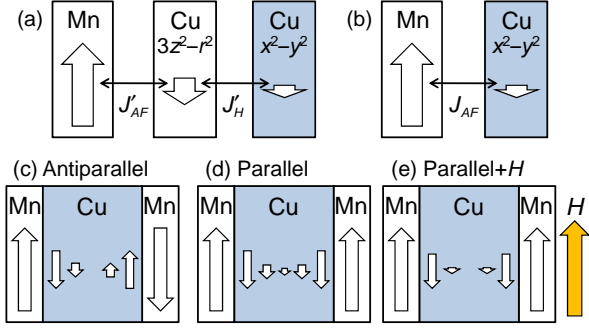 (a) Mn Cu Cu
3z²−r² x²−y²
J′AF J′H
(b) Mn Cu
x²−y²
JAF
(c) Antiparallel
Mn Cu Mn
(d) Parallel
Mn Cu Mn
(e) Parallel+H
Mn Cu Mn H